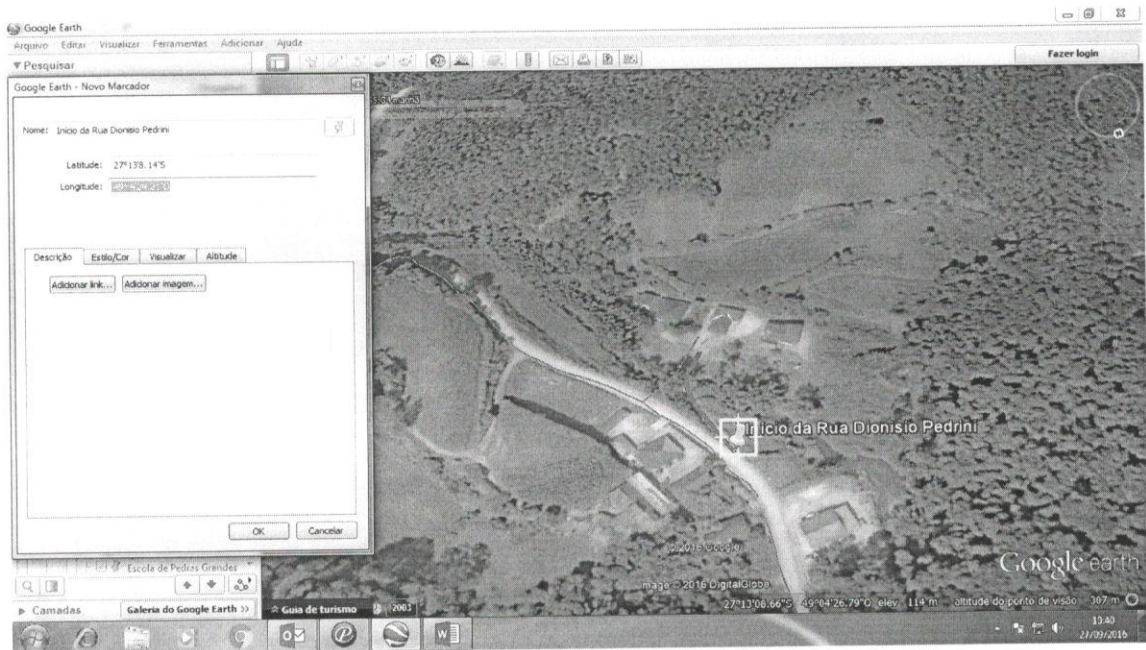 Google Earth
Arquivo Editar Visualizar Ferramentas Adicionar Ajuda
▼ Pesquisar
Fazer login
Google Earth - Novo Marcador
Nome: Início da Rua Dionisio Pedrini
Latitude: 27°13'8.14"S
Longitude:
Descrição Estilo/Cor Visualizar Altitude
Adicionar link... Adicionar imagem...
OK Cancelar
Início da Rua Dionisio Pedrini
Escola de Pedras Grandes
© 2016 Google
Image © 2016 DigitalGlobe
Google earth
Camadas Galeria do Google Earth >>
Guia de turismo 2003
27°13'08.66"S 49°04'26.79"O elev 114 m altitude do ponto de visão 307 m
10:40
27/09/2016